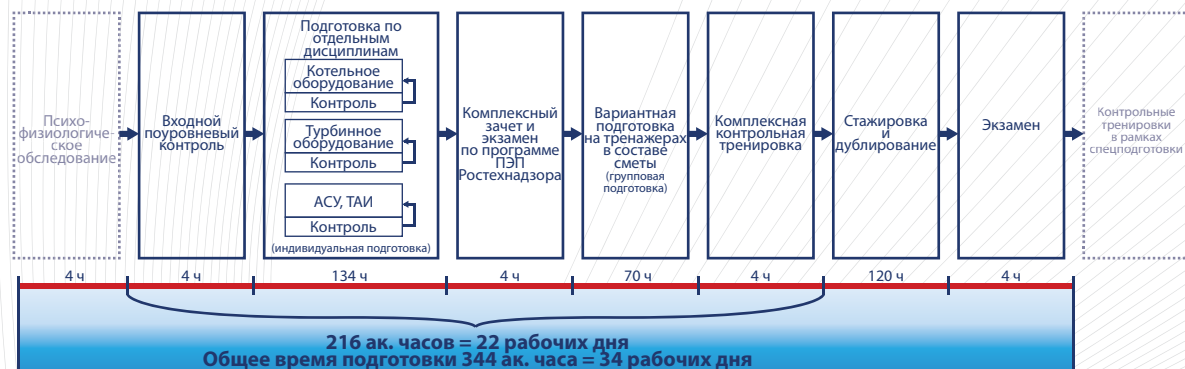 Психо-
физиологиче-
ское
обследование
Входной
поуровневый
контроль
Подготовка по
отдельным
дисциплинам
Котельное
оборудование
Контроль
Турбинное
оборудование
Контроль
АСУ, ТАИ
Контроль
(индивидуальная подготовка)
Комплексный
зачет и
экзамен
по программе
ПЭП
Ростехнадзора
Вариантная
подготовка
на тренажерах
в составе
сметы
(групповая
подготовка)
Комплексная
контрольная
тренировка
Стажировка
и
дублирование
Экзамен
Контрольные
тренировки
в рамках
спецподготовки
4 ч
4 ч
134 ч
4 ч
70 ч
4 ч
120 ч
4 ч
216 ак. часов = 22 рабочих дня
Общее время подготовки 344 ак. часа = 34 рабочих дня